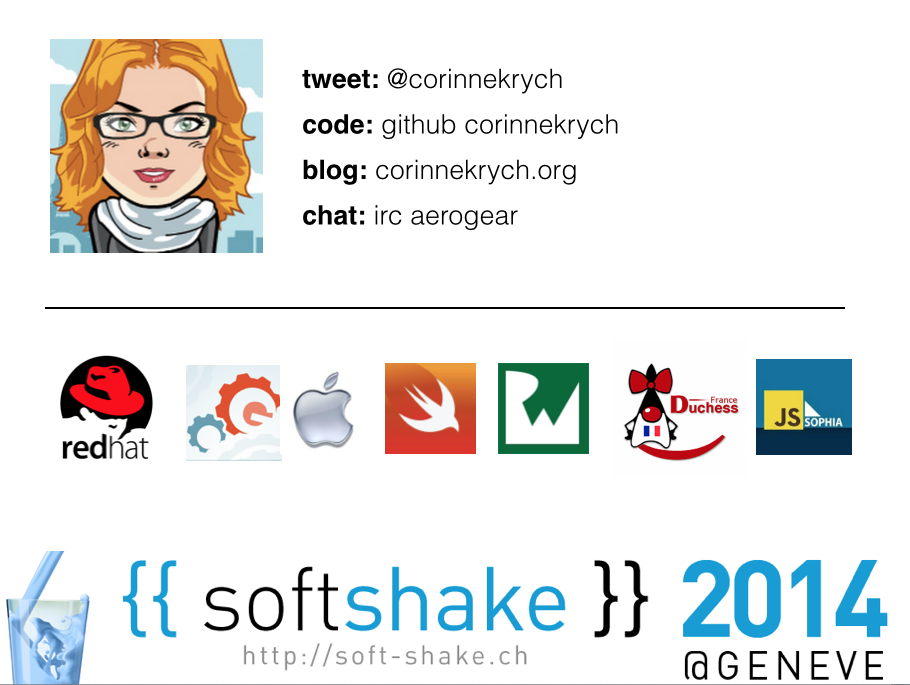 tweet: @corinnekrych
code: github corinnekrych
blog: corinnekrych.org
chat: irc aerogear
redhat
RW
France
Duchess
JS SOPHIA
{{ softshake }} 2014
http://soft-shake.ch
@GENEVE